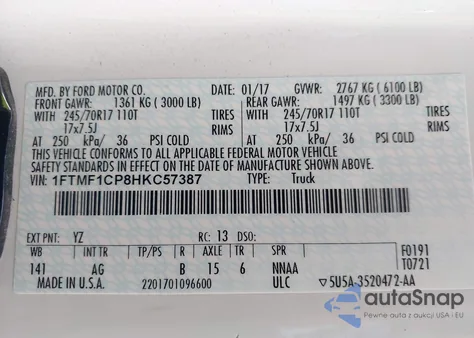 MFD. BY FORD MOTOR CO. 01/17 GVWR: 2767 KG (6100 LB)
FRONT GAWR: 1361 KG (3000 LB) REAR GAWR: 1497 KG (3300 LB)
WITH 245/70R17 110T TIRES WITH 245/70R17 110T TIRES
17x7.5J RIMS 17x7.5J RIMS
AT 250 kPa/ 36 PSI COLD AT 250 kPa/ 36 PSI COLD
THIS VEHICLE CONFORMS TO ALL APPLICABLE FEDERAL MOTOR VEHICLE
SAFETY STANDARDS IN EFFECT ON THE DATE OF MANUFACTURE SHOWN ABOVE.
VIN: 1FTMF1CP8HKC57387 TYPE: Truck
EXT PNT: YZ RC: 13 DSO:
WB INT TR TP/PS R AXLE TR SPR F0191
141 AG B 15 6 NNAA T0721
MADE IN U.S.A. 2201701096600 ULC 5U5A-3520472-AA
autoSnap
Pewne auta z USA i EU